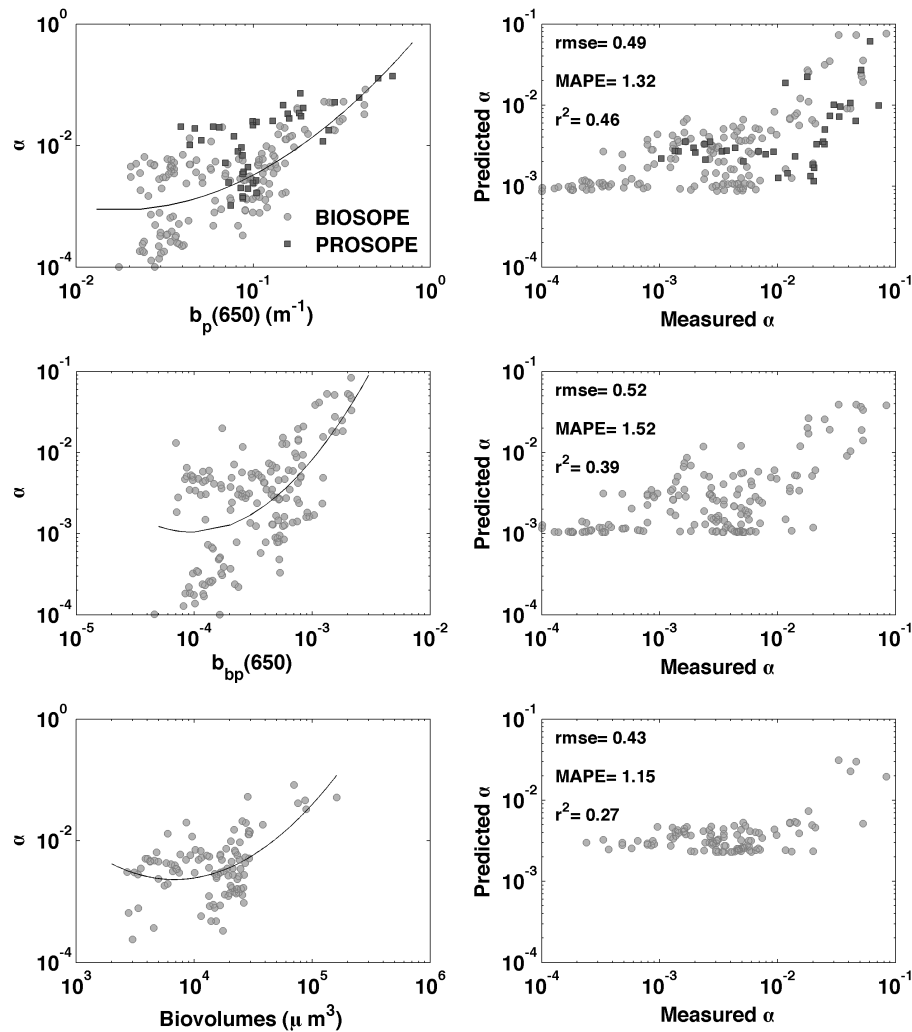 10^0
10^-2
10^-4
α
10^-2
10^-1
10^0
b_p(650) (m^-1)
BIOSOPE
PROSOPE
10^-1
10^-2
10^-3
10^-4
Predicted α
rmse= 0.49
MAPE= 1.32
r^2= 0.46
10^-4
10^-3
10^-2
10^-1
Measured α
10^-1
10^-2
10^-3
10^-4
α
10^-5
10^-4
10^-3
10^-2
b_bp(650)
10^-1
10^-2
10^-3
10^-4
Predicted α
rmse= 0.52
MAPE= 1.52
r^2= 0.39
10^-4
10^-3
10^-2
10^-1
Measured α
10^0
10^-2
10^-4
α
10^3
10^4
10^5
10^6
Biovolumes (μ m^3)
10^-1
10^-2
10^-3
10^-4
Predicted α
rmse= 0.43
MAPE= 1.15
r^2= 0.27
10^-4
10^-3
10^-2
10^-1
Measured α